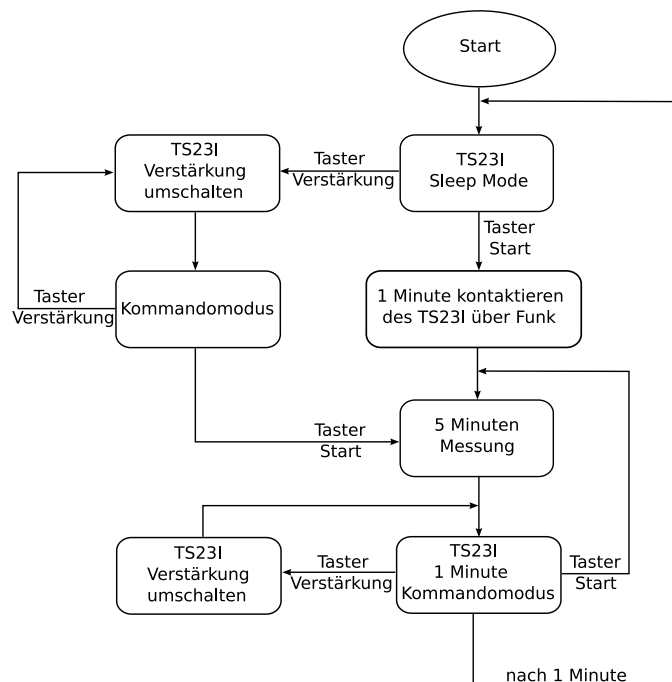 Start
TS23I
Verstärkung
umschalten
Taster
Verstärkung
TS23I
Sleep Mode
Taster
Start
Taster
Verstärkung
Kommandomodus
1 Minute kontaktieren
des TS23I über Funk
Taster
Start
5 Minuten
Messung
TS23I
Verstärkung
umschalten
Taster
Verstärkung
TS23I
1 Minute
Kommandomodus
Taster
Start
nach 1 Minute